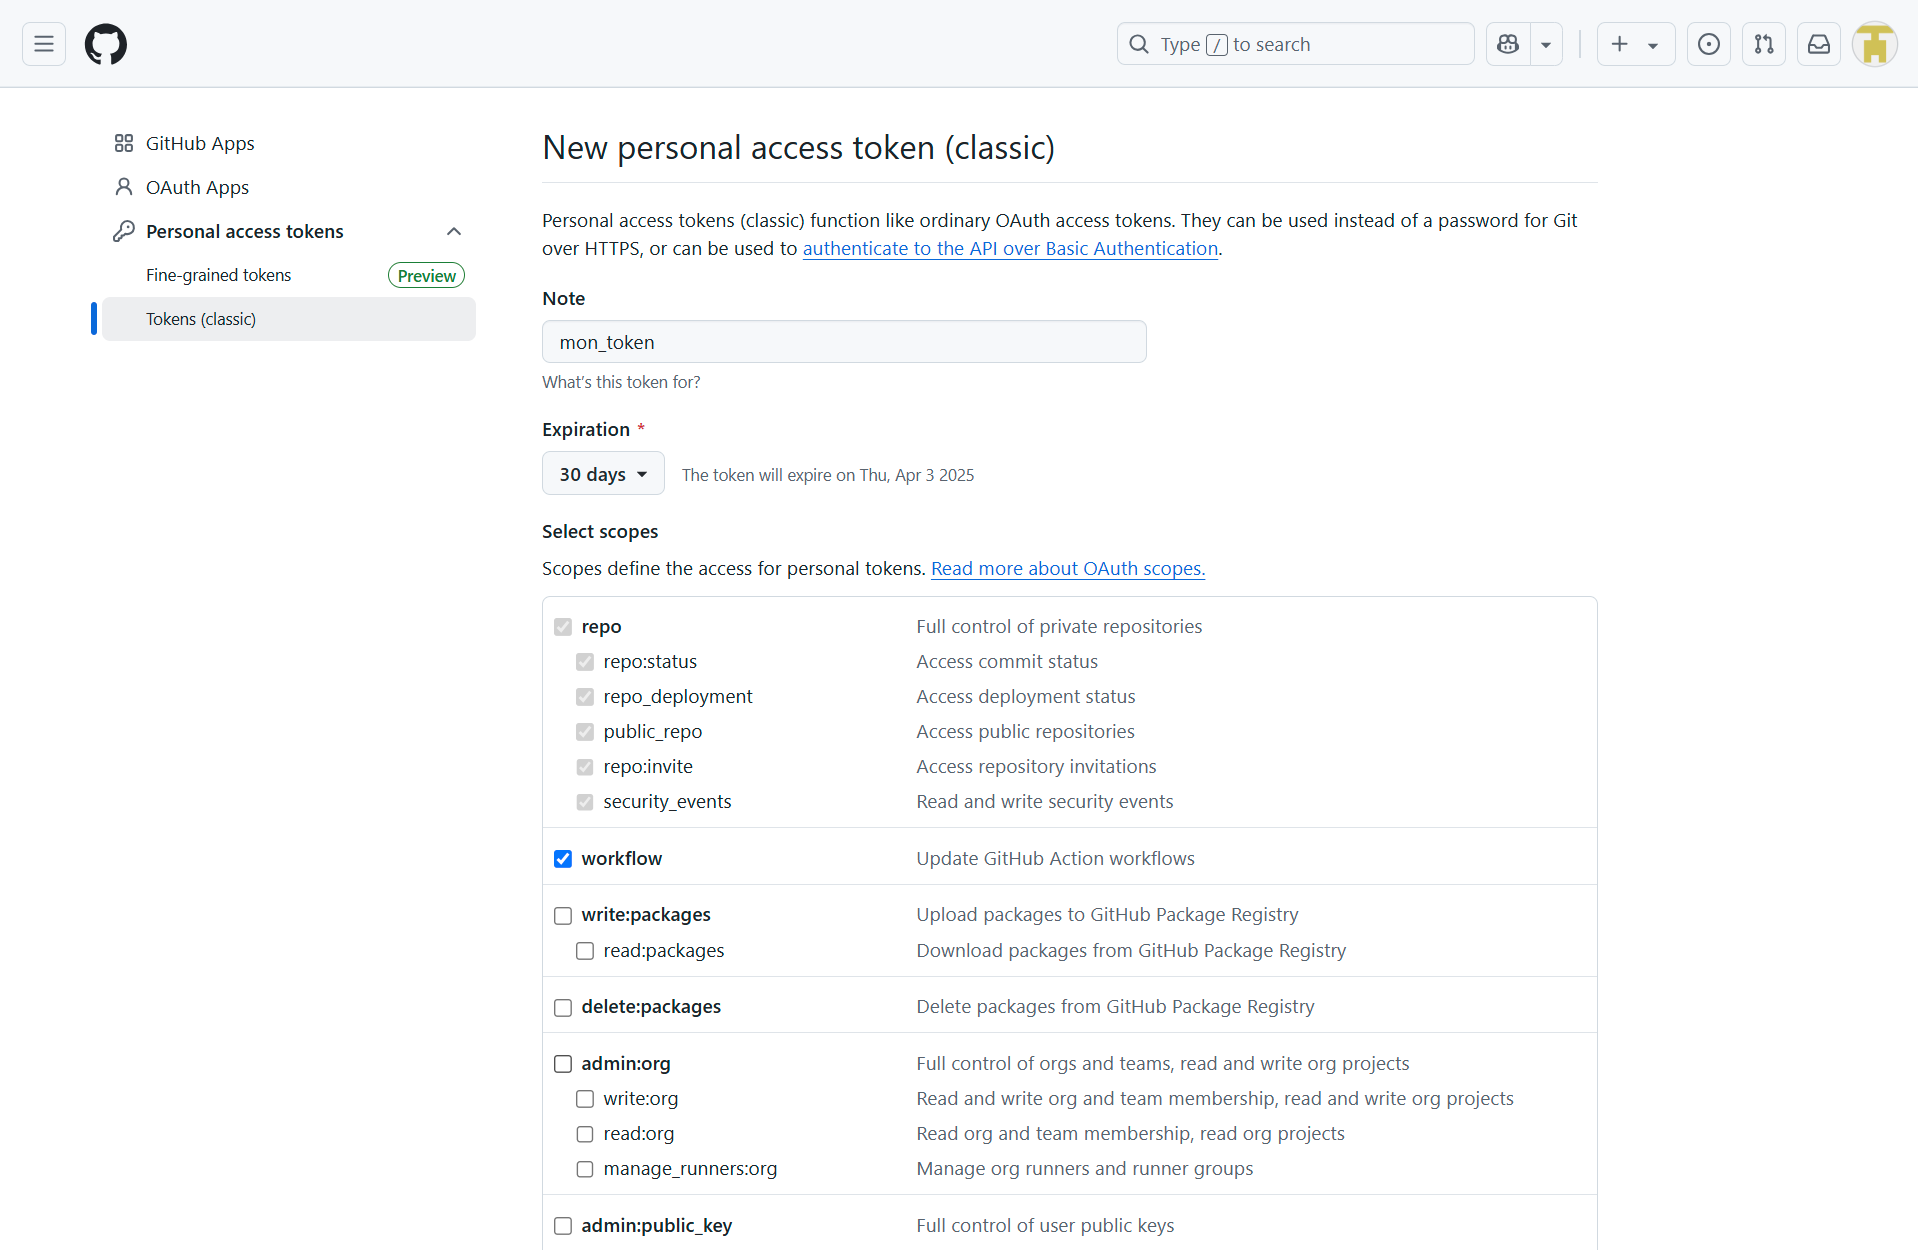 Type / to search
GitHub Apps
OAuth Apps
Personal access tokens
Fine-grained tokens Preview
Tokens (classic)
New personal access token (classic)
Personal access tokens (classic) function like ordinary OAuth access tokens. They can be used instead of a password for Git
over HTTPS, or can be used to authenticate to the API over Basic Authentication.
Note
mon_token
What's this token for?
Expiration *
30 days The token will expire on Thu, Apr 3 2025
Select scopes
Scopes define the access for personal tokens. Read more about OAuth scopes.
repo Full control of private repositories
repo:status Access commit status
repo_deployment Access deployment status
public_repo Access public repositories
repo:invite Access repository invitations
security_events Read and write security events
workflow Update GitHub Action workflows
write:packages Upload packages to GitHub Package Registry
read:packages Download packages from GitHub Package Registry
delete:packages Delete packages from GitHub Package Registry
admin:org Full control of orgs and teams, read and write org projects
write:org Read and write org and team membership, read and write org projects
read:org Read org and team membership, read org projects
manage_runners:org Manage org runners and runner groups
admin:public_key Full control of user public keys